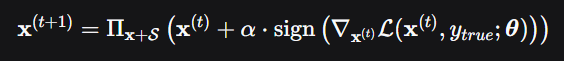 x^{(t+1)} = Π_{x+𝒮} (x^{(t)} + α · sign (∇_{x^{(t)}} ℒ(x^{(t)}, y_{true}; θ)))